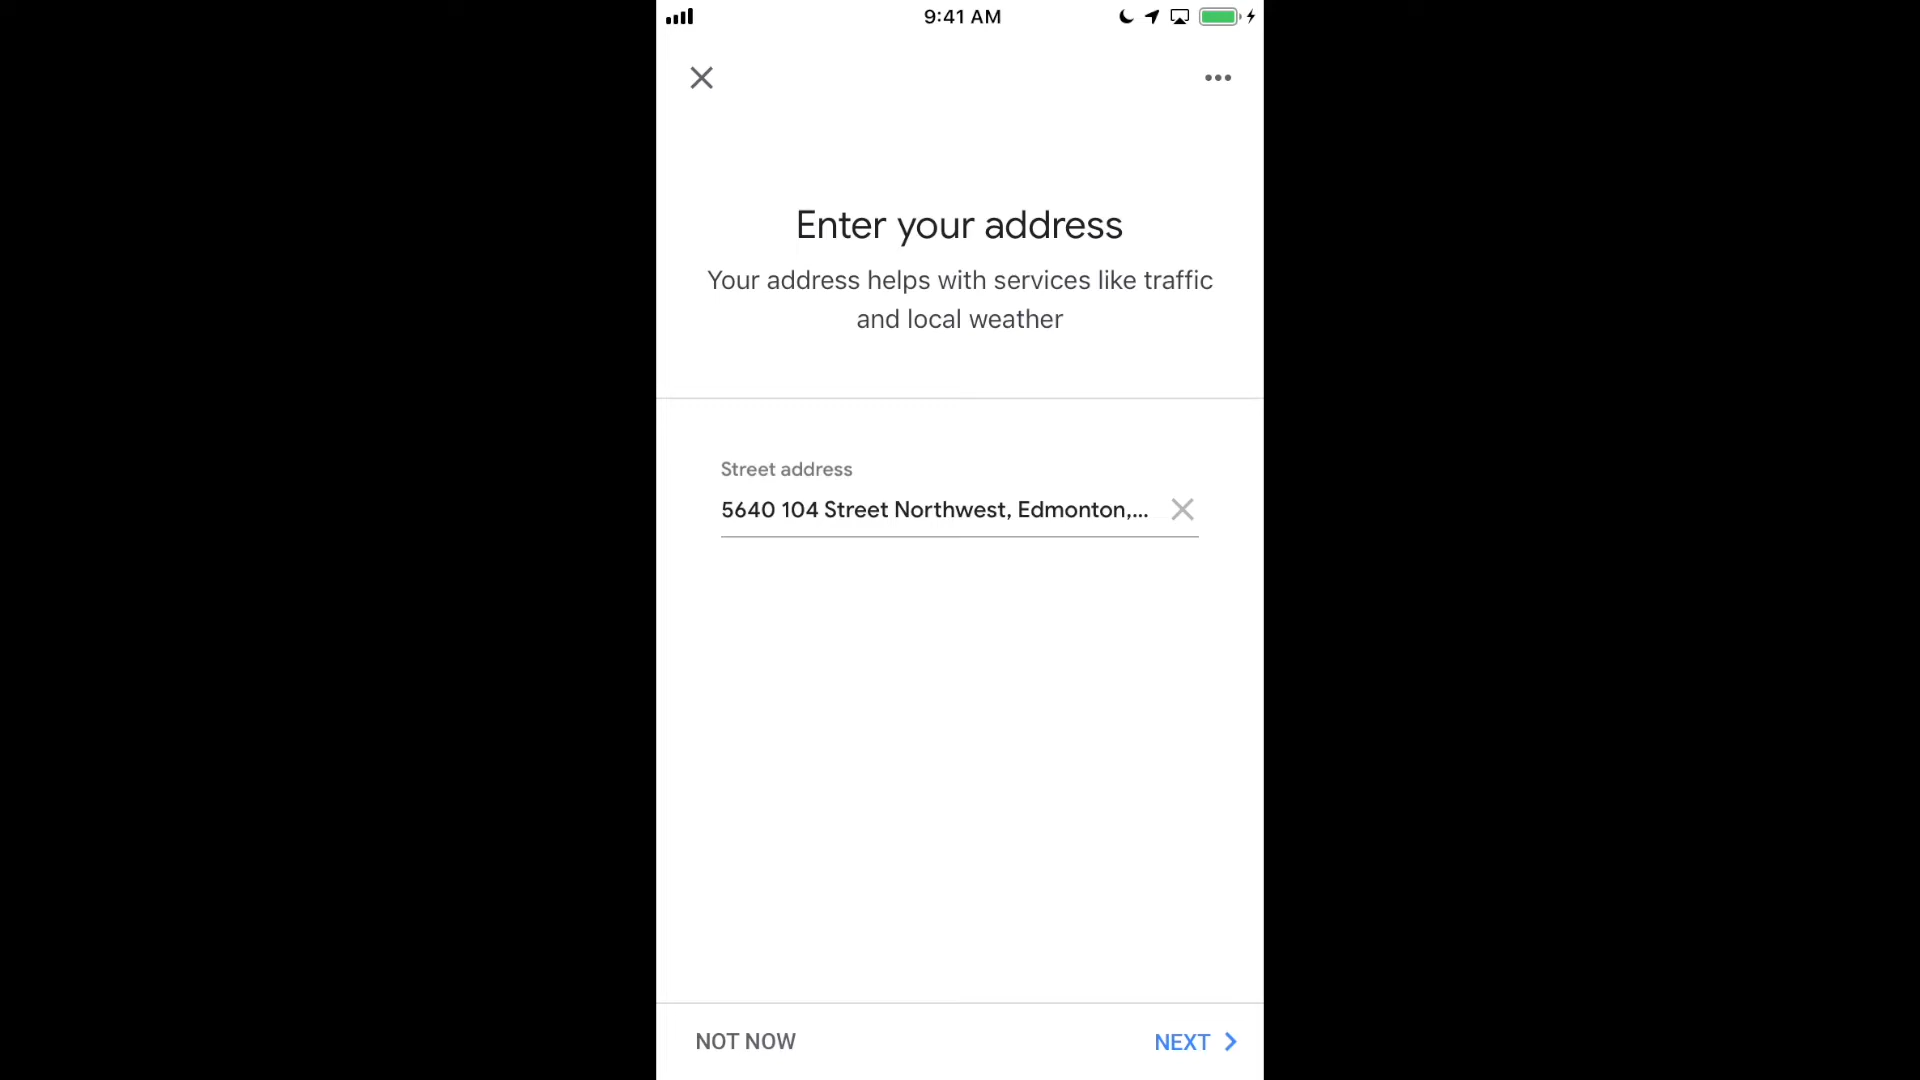 9:41 AM
Enter your address
Your address helps with services like traffic
and local weather
Street address
5640 104 Street Northwest, Edmonton,...
NOT NOW
NEXT